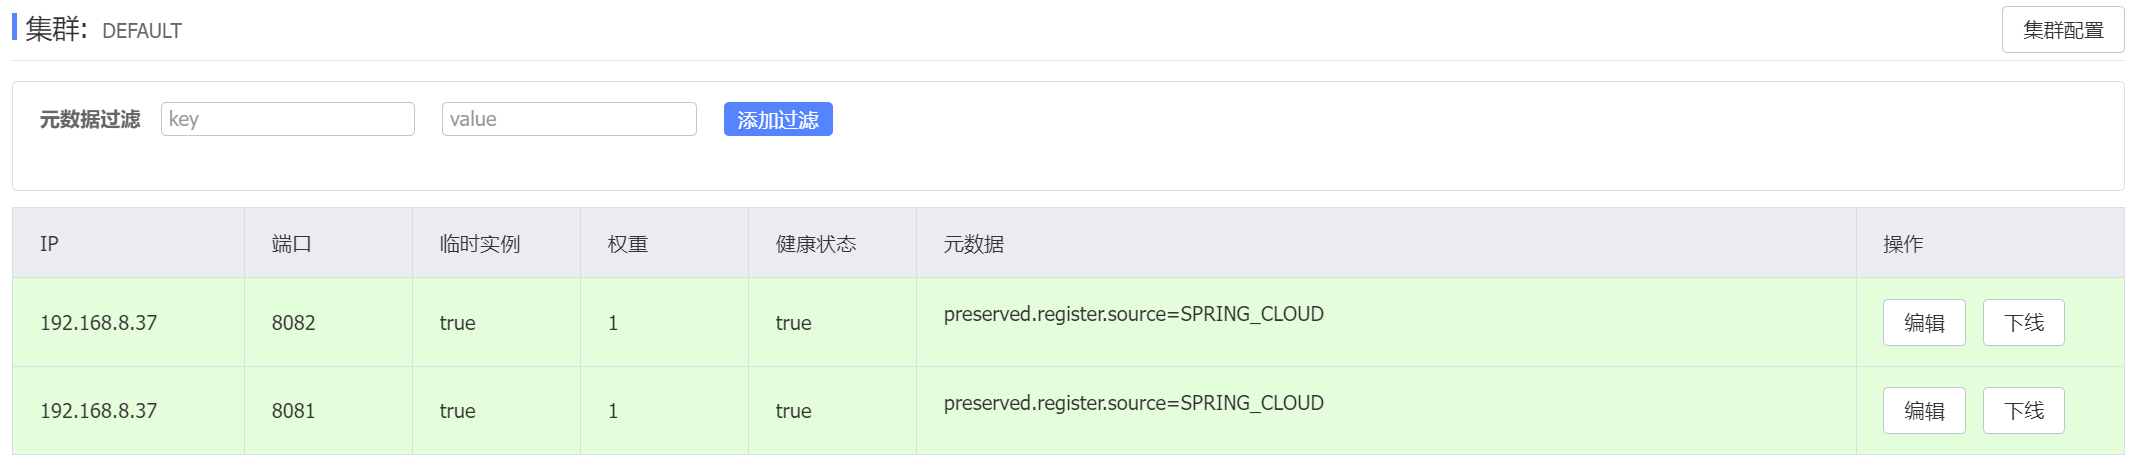 集群: DEFAULT 集群配置
元数据过滤 key value 添加过滤
IP 端口 临时实例 权重 健康状态 元数据 操作
192.168.8.37 8082 true 1 true preserved.register.source=SPRING_CLOUD 编辑 下线
192.168.8.37 8081 true 1 true preserved.register.source=SPRING_CLOUD 编辑 下线